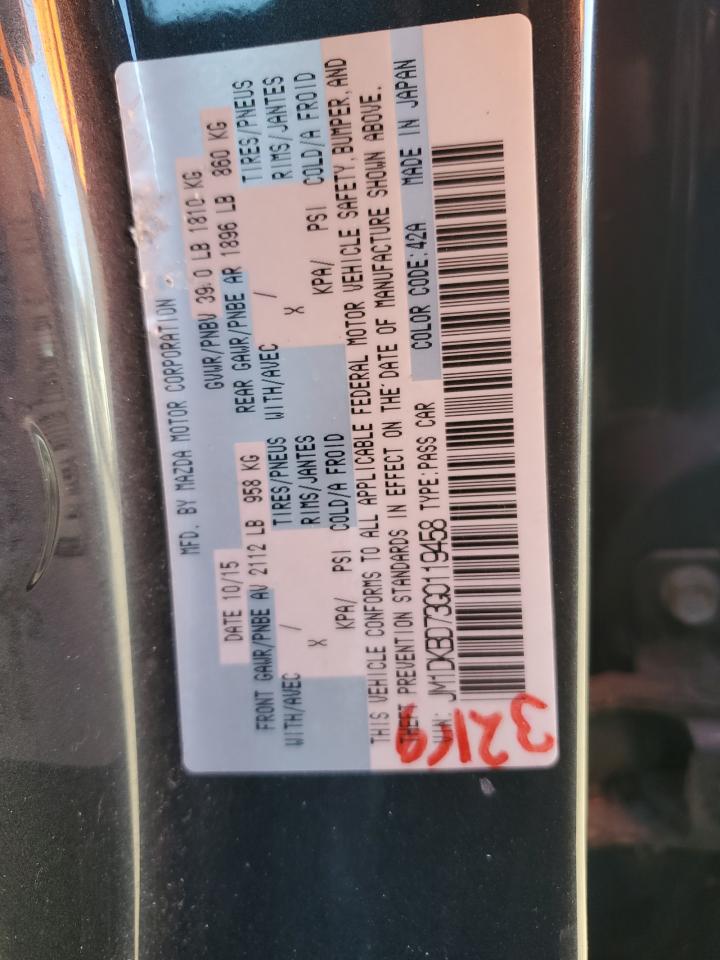 MFD. BY MAZDA MOTOR CORPORATION
DATE 10/15 GVWR/PNBV LB 1810 KG
FRONT GAWR/PNBE AV 2112 LB 958 KG REAR GAWR/PNBE AR 1896 LB 860 KG
WITH/AVEC / TIRES/PNEUS WITH/AVEC / TIRES/PNEUS
X RIMS/JANTES X RIMS/JANTES
KPA/ PSI COLD/A FROID KPA/ PSI COLD/A FROID
THIS VEHICLE CONFORMS TO ALL APPLICABLE FEDERAL MOTOR VEHICLE SAFETY, BUMPER, AND
THEFT PREVENTION STANDARDS IN EFFECT ON THE DATE OF MANUFACTURE SHOWN ABOVE.
VIN: JM1DKBD73G0119458 TYPE:PASS CAR COLOR CODE:42A MADE IN JAPAN